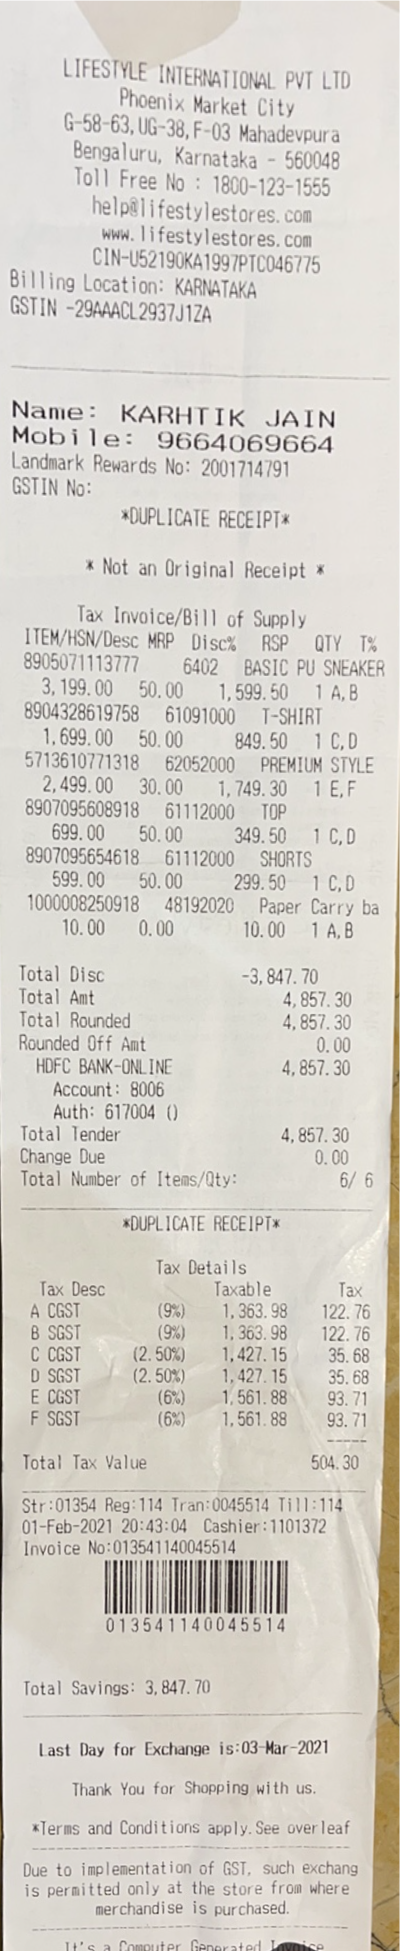 LIFESTYLE INTERNATIONAL PVT LTD
Phoenix Market City
G-58-63, UG-38, F-03 Mahadevpura
Bengaluru, Karnataka - 560048
Toll Free No : 1800-123-1555
help@lifestylestores.com
www.lifestylestores.com
CIN-U52190KA1997PTC046775
Billing Location: KARNATAKA
GSTIN -29AAACL2937J1ZA
Name: KARHTIK JAIN
Mobile: 9664069664
Landmark Rewards No: 2001714791
GSTIN No:
*DUPLICATE RECEIPT*
* Not an Original Receipt *
Tax Invoice/Bill of Supply
ITEM/HSN/Desc MRP Disc% RSP QTY T%
8905071113777 6402 BASIC PU SNEAKER
3,199.00 50.00 1,599.50 1 A,B
8904328619758 61091000 T-SHIRT
1,699.00 50.00 849.50 1 C,D
5713610771318 62052000 PREMIUM STYLE
2,499.00 30.00 1,749.30 1 E,F
8907095608918 61112000 TOP
699.00 50.00 349.50 1 C,D
8907095654618 61112000 SHORTS
599.00 50.00 299.50 1 C,D
1000008250918 48192020 Paper Carry ba
10.00 0.00 10.00 1 A,B
Total Disc -3,847.70
Total Amt 4,857.30
Total Rounded 4,857.30
Rounded Off Amt 0.00
HDFC BANK-ONLINE 4,857.30
Account: 8006
Auth: 617004 ()
Total Tender 4,857.30
Change Due 0.00
Total Number of Items/Qty: 6/ 6
*DUPLICATE RECEIPT*
Tax Details
Tax Desc Taxable Tax
A CGST (9%) 1,363.98 122.76
B SGST (9%) 1,363.98 122.76
C CGST (2.50%) 1,427.15 35.68
D SGST (2.50%) 1,427.15 35.68
E CGST (6%) 1,561.88 93.71
F SGST (6%) 1,561.88 93.71
Total Tax Value 504.30
Str:01354 Reg:114 Tran:0045514 Till:114
01-Feb-2021 20:43:04 Cashier:1101372
Invoice No:013541140045514
013541140045514
Total Savings: 3,847.70
Last Day for Exchange is:03-Mar-2021
Thank You for Shopping with us.
*Terms and Conditions apply. See overleaf
Due to implementation of GST, such exchang
is permitted only at the store from where
merchandise is purchased.
It's a Computer Generated Invoice